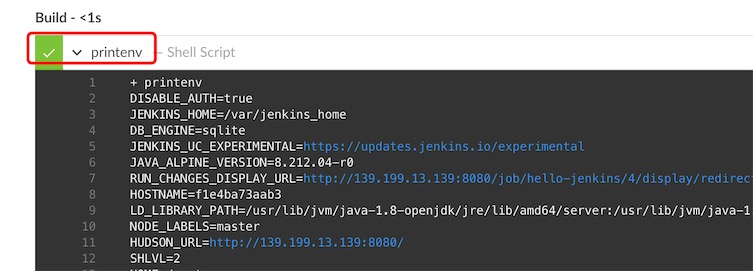 Build - <1s
printenv — Shell Script
1 + printenv
2 DISABLE_AUTH=true
3 JENKINS_HOME=/var/jenkins_home
4 DB_ENGINE=sqlite
5 JENKINS_UC_EXPERIMENTAL=https://updates.jenkins.io/experimental
6 JAVA_ALPINE_VERSION=8.212.04-r0
7 RUN_CHANGES_DISPLAY_URL=http://139.199.13.139:8080/job/hello-jenkins/4/display/redirec
8 HOSTNAME=f1e4ba73aab3
9 LD_LIBRARY_PATH=/usr/lib/jvm/java-1.8-openjdk/jre/lib/amd64/server:/usr/lib/jvm/java-1
10 NODE_LABELS=master
11 HUDSON_URL=http://139.199.13.139:8080/
12 SHLVL=2